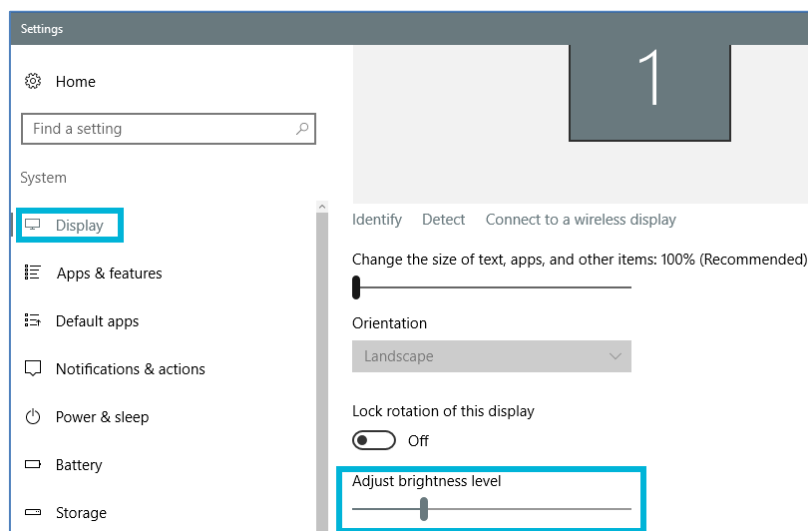 Settings
Home
Find a setting
System
Display
Apps & features
Default apps
Notifications & actions
Power & sleep
Battery
Storage
1
Identify Detect Connect to a wireless display
Change the size of text, apps, and other items: 100% (Recommended)
Orientation
Landscape
Lock rotation of this display
Off
Adjust brightness level